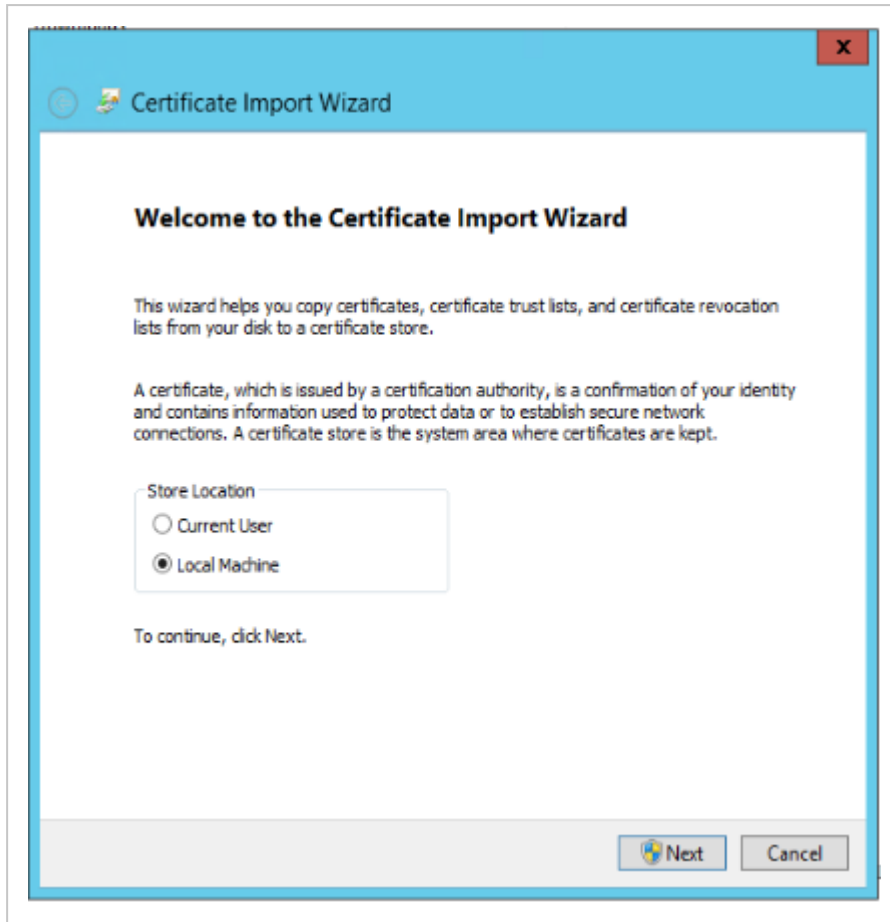 X
Certificate Import Wizard
Welcome to the Certificate Import Wizard
This wizard helps you copy certificates, certificate trust lists, and certificate revocation
lists from your disk to a certificate store.
A certificate, which is issued by a certification authority, is a confirmation of your identity
and contains information used to protect data or to establish secure network
connections. A certificate store is the system area where certificates are kept.
Store Location
Current User
Local Machine
To continue, click Next.
Next Cancel